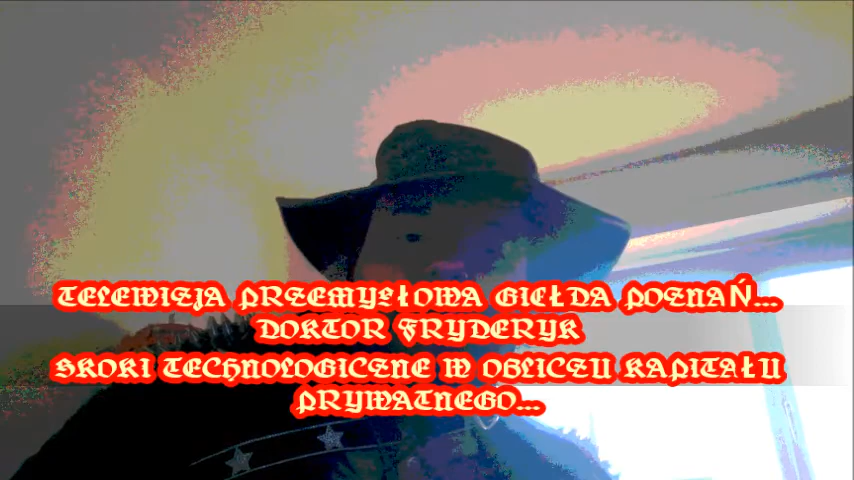 TELEWIZJA PRZEMYSŁOWA GIEŁDA POZNAŃ...
DOKTOR FRYDERYK
SKOKI TECHNOLOGICZNE W OBLICZU KAPITAŁU
PRYWATNEGO...